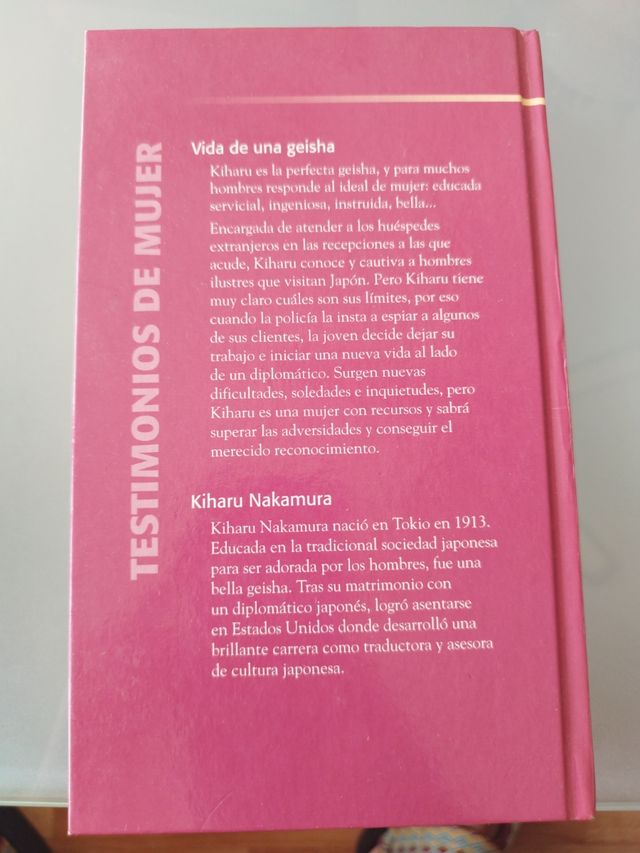 TESTIMONIOS DE MUJER
Vida de una geisha
Kiharu es la perfecta geisha, y para muchos
hombres responde al ideal de mujer: educada
servicial, ingeniosa, instruida, bella...
Encargada de atender a los huéspedes
extranjeros en las recepciones a las que
acude, Kiharu conoce y cautiva a hombres
ilustres que visitan Japón. Pero Kiharu tiene
muy claro cuáles son sus límites, por eso
cuando la policía la insta a espiar a algunos
de sus clientes, la joven decide dejar su
trabajo e iniciar una nueva vida al lado
de un diplomático. Surgen nuevas
dificultades, soledades e inquietudes, pero
Kiharu es una mujer con recursos y sabrá
superar las adversidades y conseguir el
merecido reconocimiento.
Kiharu Nakamura
Kiharu Nakamura nació en Tokio en 1913.
Educada en la tradicional sociedad japonesa
para ser adorada por los hombres, fue una
bella geisha. Tras su matrimonio con
un diplomático japonés, logró asentarse
en Estados Unidos donde desarrolló una
brillante carrera como traductora y asesora
de cultura japonesa.